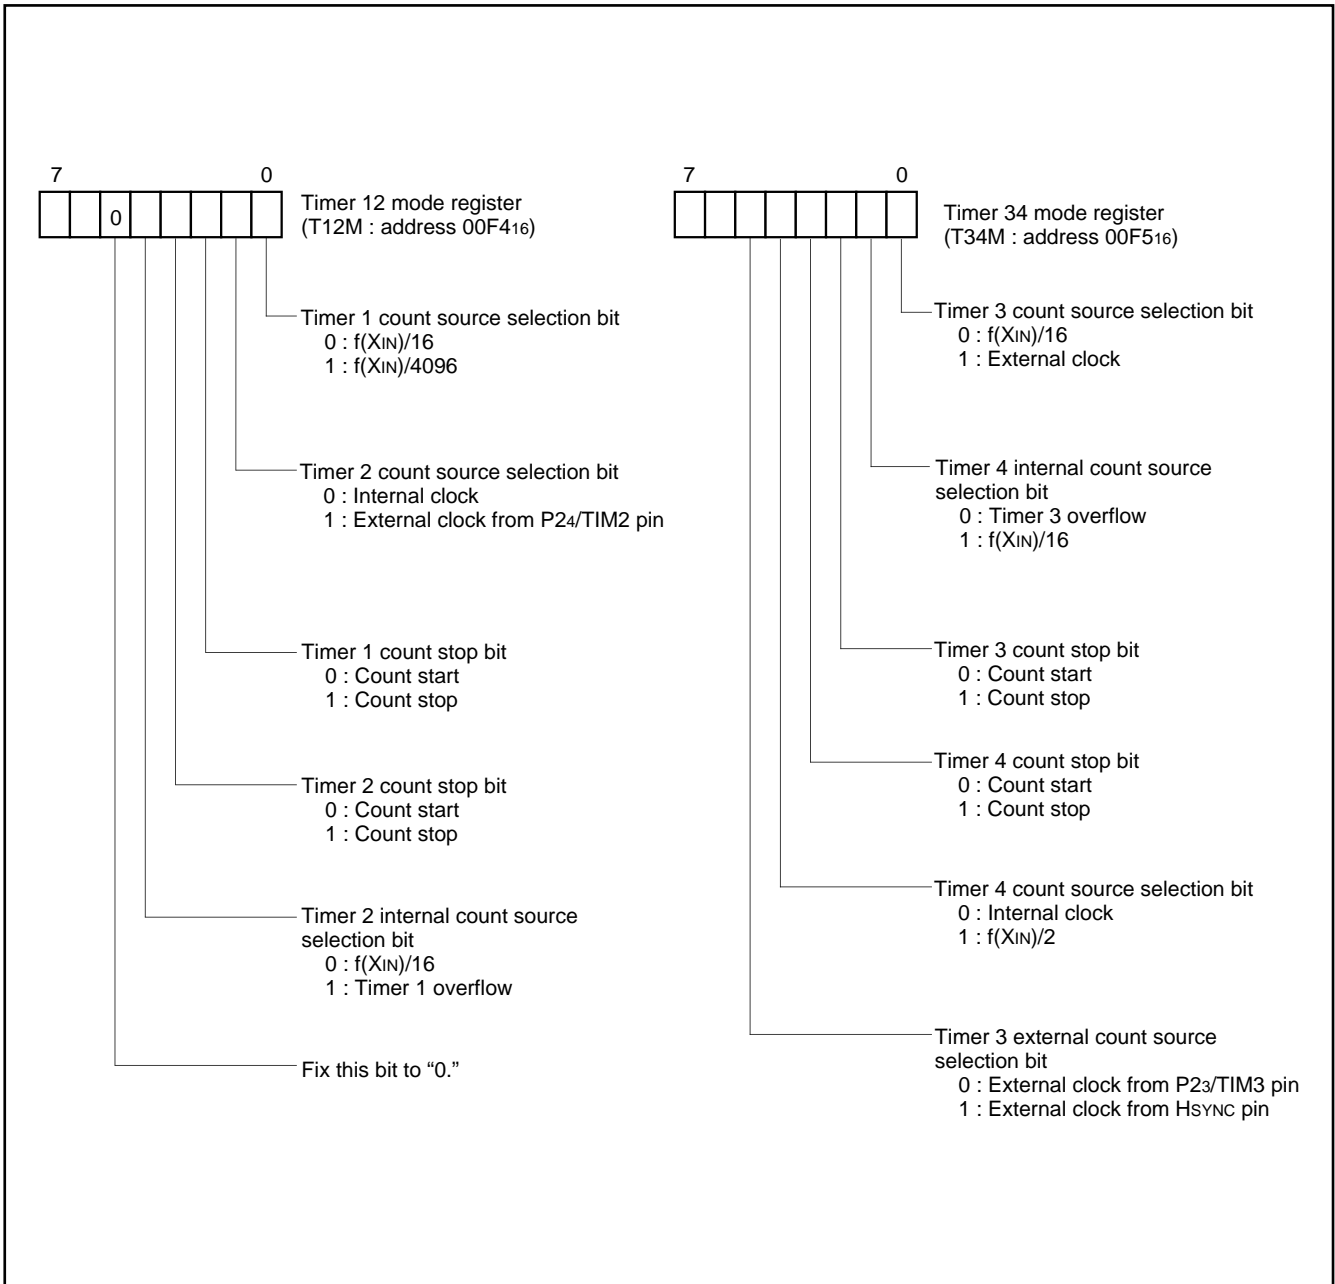 7 0
0
Timer 12 mode register
(T12M : address 00F416)
Timer 1 count source selection bit
0 : f(XIN)/16
1 : f(XIN)/4096
Timer 2 count source selection bit
0 : Internal clock
1 : External clock from P24/TIM2 pin
Timer 1 count stop bit
0 : Count start
1 : Count stop
Timer 2 count stop bit
0 : Count start
1 : Count stop
Timer 2 internal count source
selection bit
0 : f(XIN)/16
1 : Timer 1 overflow
Fix this bit to “0.”
7 0
Timer 34 mode register
(T34M : address 00F516)
Timer 3 count source selection bit
0 : f(XIN)/16
1 : External clock
Timer 4 internal count source
selection bit
0 : Timer 3 overflow
1 : f(XIN)/16
Timer 3 count stop bit
0 : Count start
1 : Count stop
Timer 4 count stop bit
0 : Count start
1 : Count stop
Timer 4 count source selection bit
0 : Internal clock
1 : f(XIN)/2
Timer 3 external count source
selection bit
0 : External clock from P23/TIM3 pin
1 : External clock from HSYNC pin